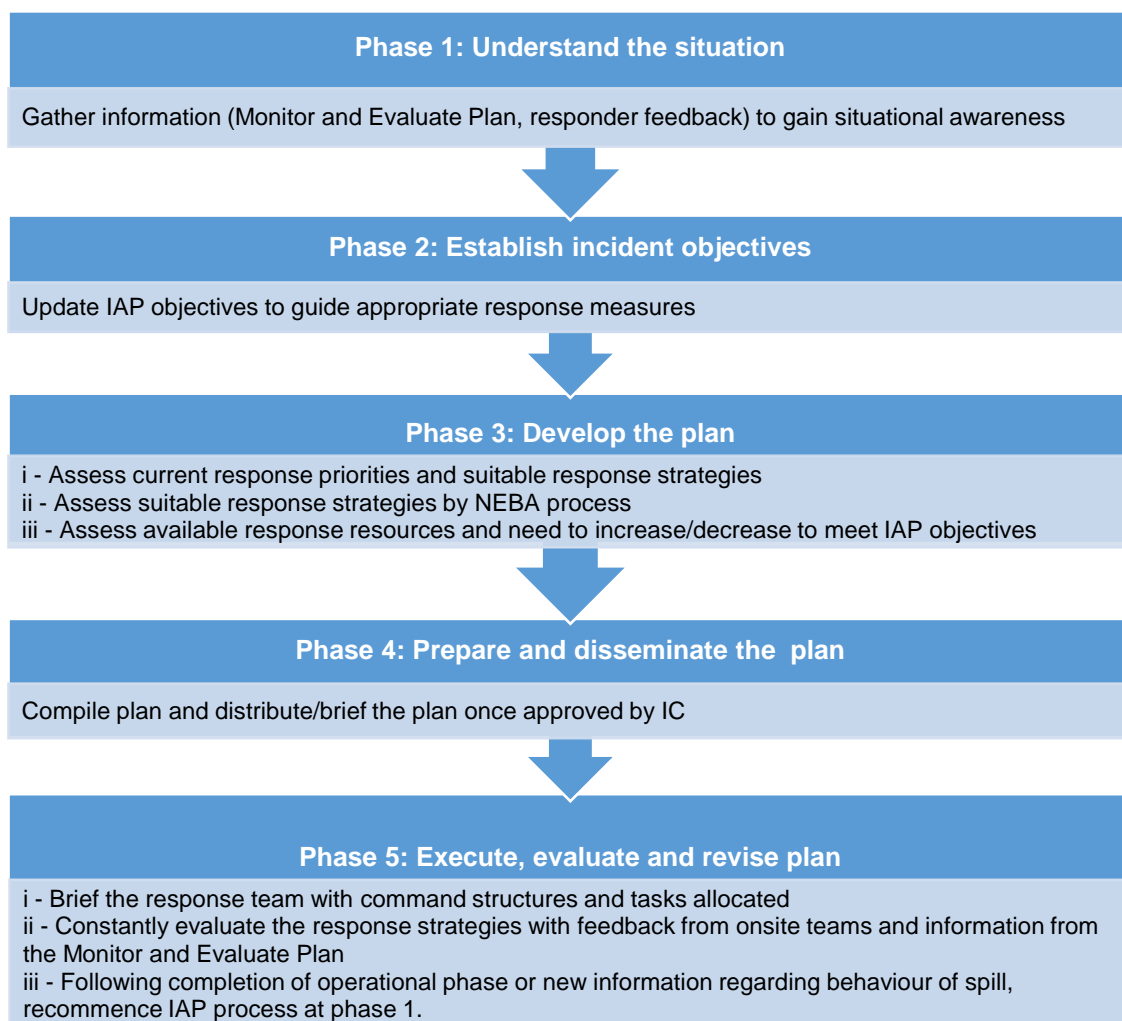 Phase 1: Understand the situation
Gather information (Monitor and Evaluate Plan, responder feedback) to gain situational awareness
Phase 2: Establish incident objectives
Update IAP objectives to guide appropriate response measures
Phase 3: Develop the plan
i - Assess current response priorities and suitable response strategies
ii - Assess suitable response strategies by NEBA process
iii - Assess available response resources and need to increase/decrease to meet IAP objectives
Phase 4: Prepare and disseminate the plan
Compile plan and distribute/brief the plan once approved by IC
Phase 5: Execute, evaluate and revise plan
i - Brief the response team with command structures and tasks allocated
ii - Constantly evaluate the response strategies with feedback from onsite teams and information from
the Monitor and Evaluate Plan
iii - Following completion of operational phase or new information regarding behaviour of spill,
recommence IAP process at phase 1.